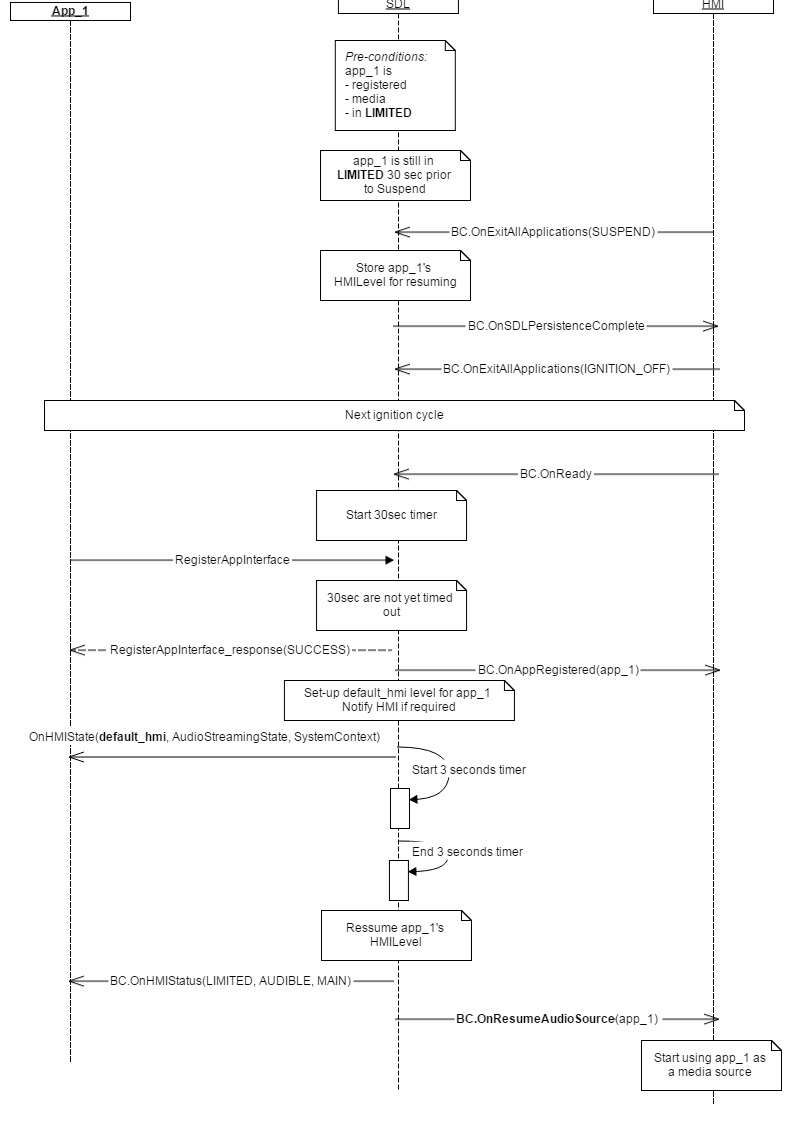 App_1
SDL
HMI
Pre-conditions:
app_1 is
- registered
- media
- in LIMITED
app_1 is still in
LIMITED 30 sec prior
to Suspend
BC.OnExitAllApplications(SUSPEND)
Store app_1's
HMILevel for resuming
BC.OnSDLPersistenceComplete
BC.OnExitAllApplications(IGNITION_OFF)
Next ignition cycle
BC.OnReady
Start 30sec timer
RegisterAppInterface
30sec are not yet timed
out
RegisterAppInterface_response(SUCCESS)
BC.OnAppRegistered(app_1)
Set-up default_hmi level for app_1
Notify HMI if required
OnHMIState(default_hmi, AudioStreamingState, SystemContext)
Start 3 seconds timer
End 3 seconds timer
Ressume app_1's
HMILevel
BC.OnHMIStatus(LIMITED, AUDIBLE, MAIN)
BC.OnResumeAudioSource(app_1)
Start using app_1 as
a media source